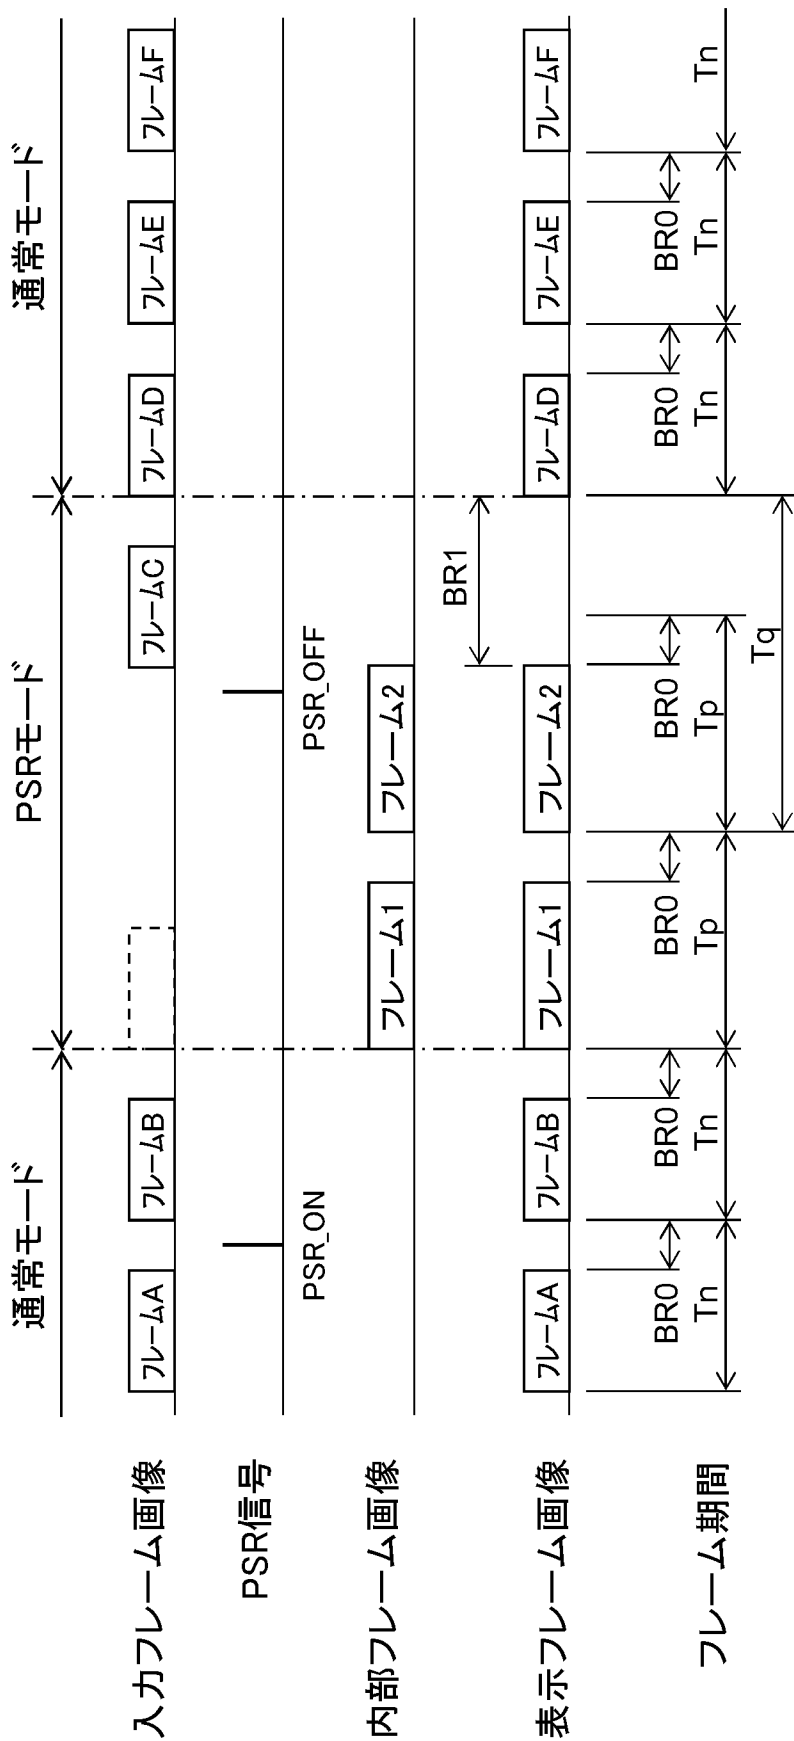 通常モード
PSRモード
通常モード
入力フレーム画像
フレームA
フレームB
フレームC
フレームD
フレームE
フレームF
PSR信号
PSR_ON
PSR_OFF
内部フレーム画像
フレーム1
フレーム2
BR1
表示フレーム画像
フレームA
フレームB
フレーム1
フレーム2
フレームD
フレームE
フレームF
BR0
BR0
BR0
BR0
BR0
BR0
フレーム期間
Tn
Tn
Tp
Tp
Tn
Tn
Tn
Tq